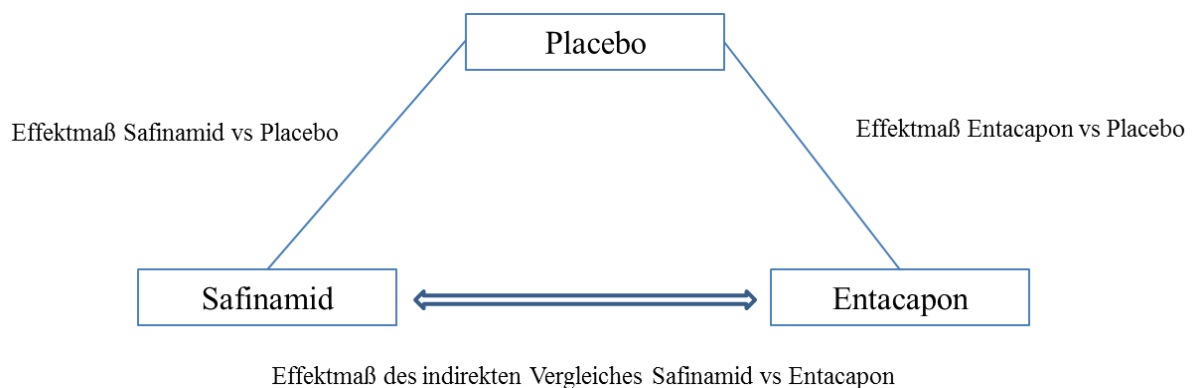 Placebo
Effektmaß Safinamid vs Placebo
Effektmaß Entacapon vs Placebo
Safinamid
Entacapon
Effektmaß des indirekten Vergleiches Safinamid vs Entacapon